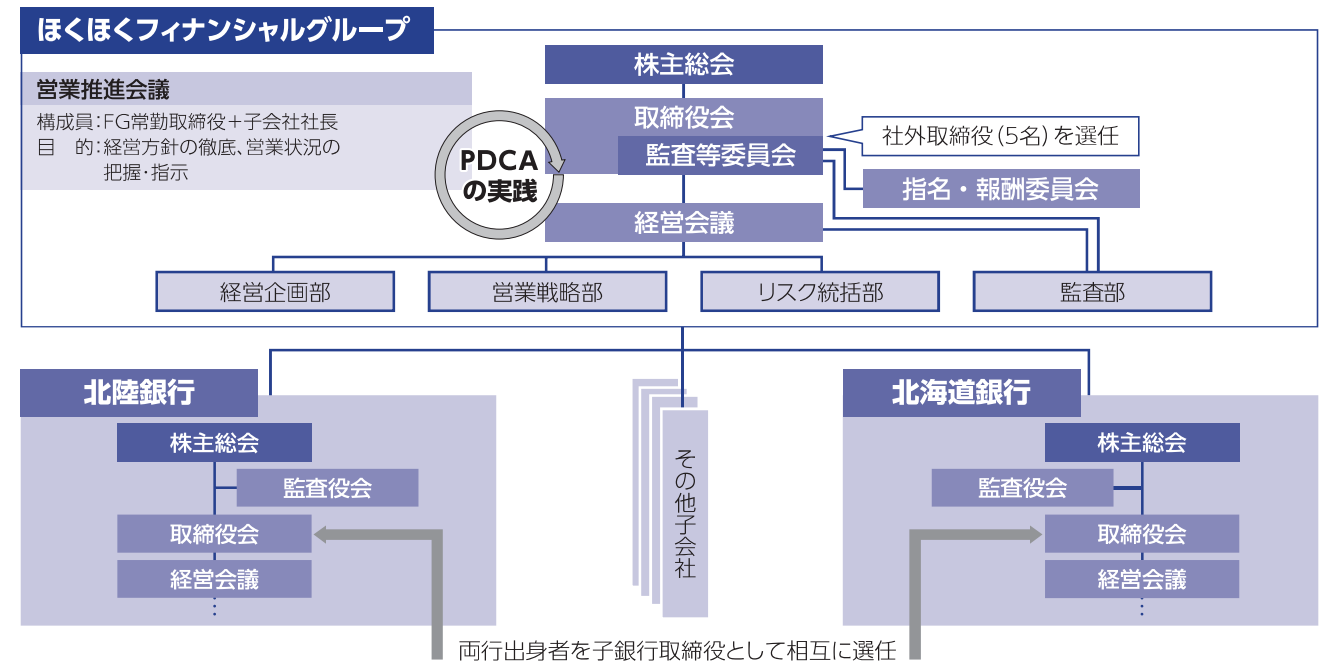 ほくほくフィナンシャルグループ
営業推進会議
構成員:FG常勤取締役+子会社社長
目 的:経営方針の徹底、営業状況の
把握・指示
PDCA
の実践
株主総会
取締役会
監査等委員会
社外取締役(5名)を選任
指名・報酬委員会
経営会議
経営企画部
営業戦略部
リスク統括部
監査部
北陸銀行
株主総会
監査役会
取締役会
経営会議
その他子会社
北海道銀行
株主総会
監査役会
取締役会
経営会議
両行出身者を子銀行取締役として相互に選任